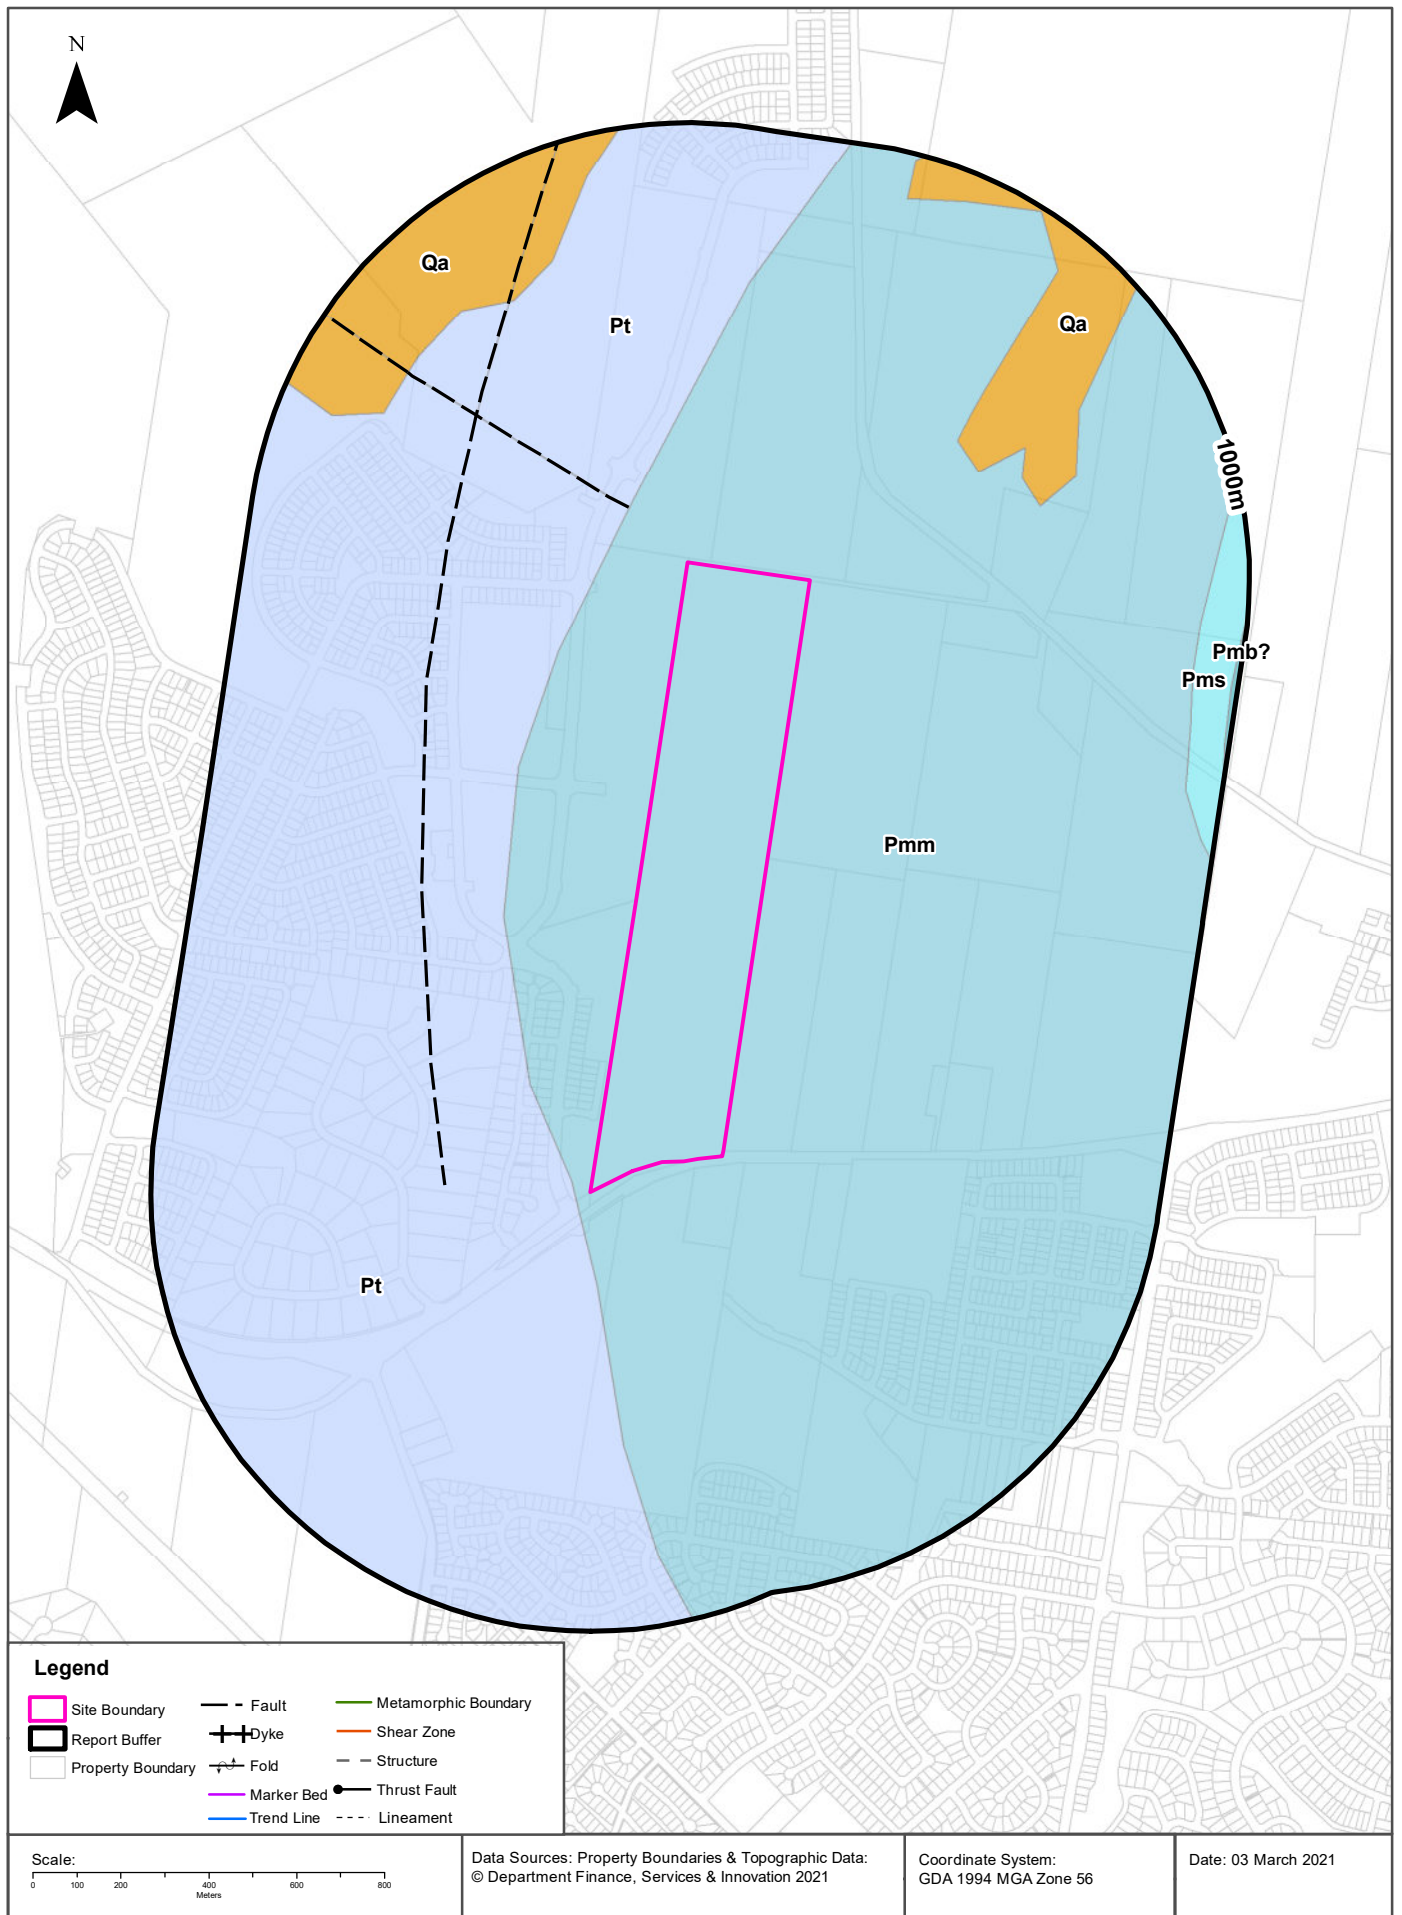 N
Qa
Pt
Qa
1000m
Pmb?
Pms
Pmm
Pt
Legend
Site Boundary
Report Buffer
Property Boundary
Fault
Dyke
Fold
Marker Bed
Trend Line
Metamorphic Boundary
Shear Zone
Structure
Thrust Fault
Lineament
Scale:
0 100 200 400 600 800
Meters
Data Sources: Property Boundaries & Topographic Data:
© Department Finance, Services & Innovation 2021
Coordinate System:
GDA 1994 MGA Zone 56
Date: 03 March 2021